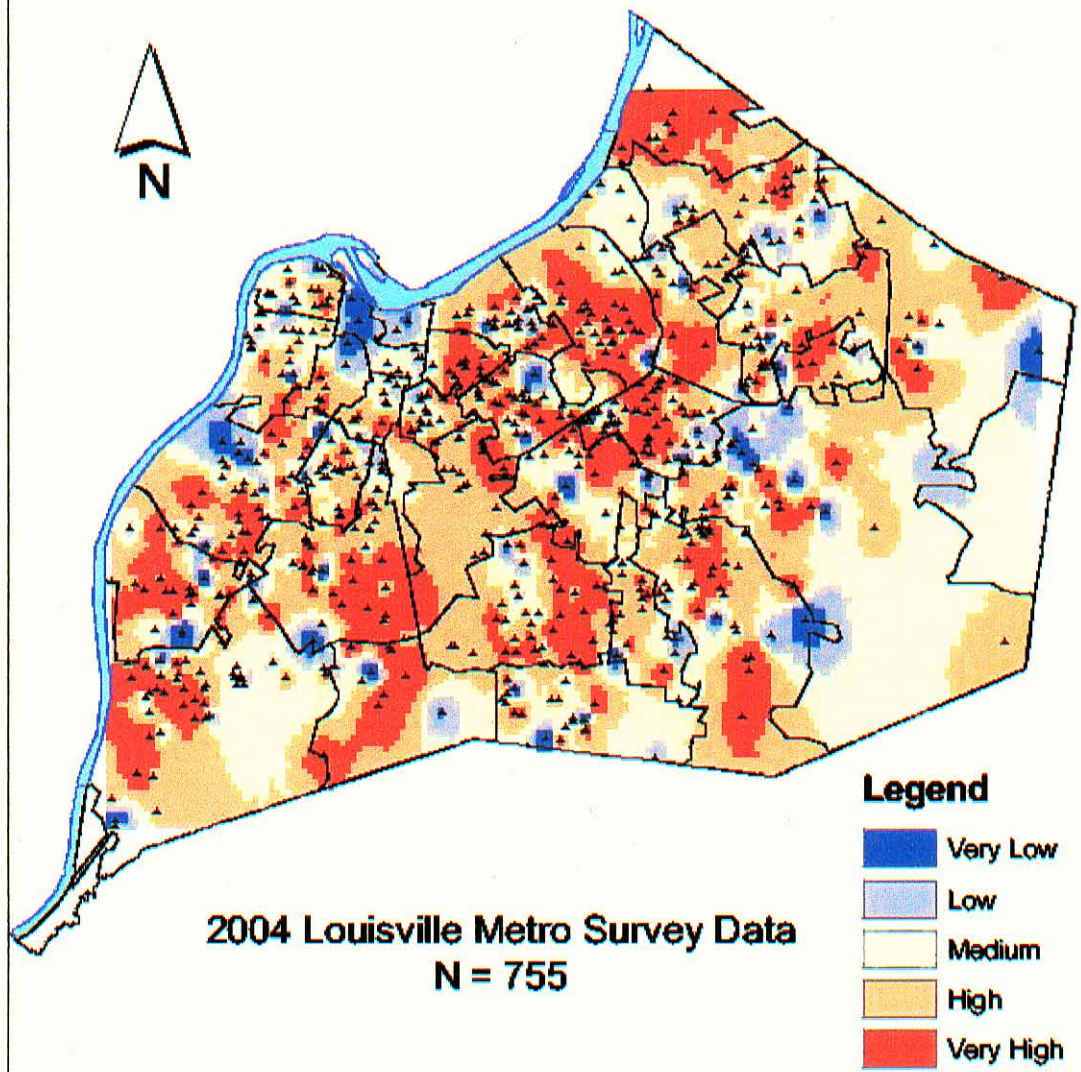 N
2004 Louisville Metro Survey Data
N = 755
Legend
Very Low
Low
Medium
High
Very High